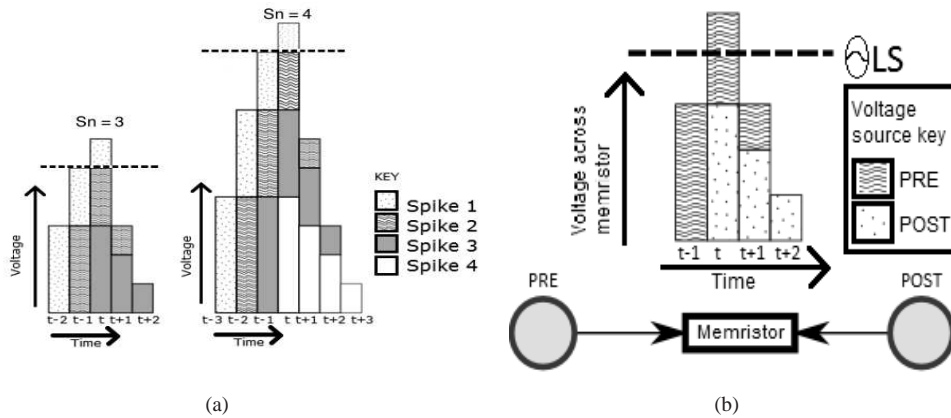 Sn = 4
Sn = 3
Voltage
t-2 t-1 t t+1 t+2
Time
Voltage
t-3 t-2 t-1 t t+1 t+2 t+3
Time
KEY
Spike 1
Spike 2
Spike 3
Spike 4
(a)
Voltage across
memristor
LS
t-1 t t+1 t+2
Time
Voltage
source key
PRE
POST
PRE
POST
Memristor
(b)